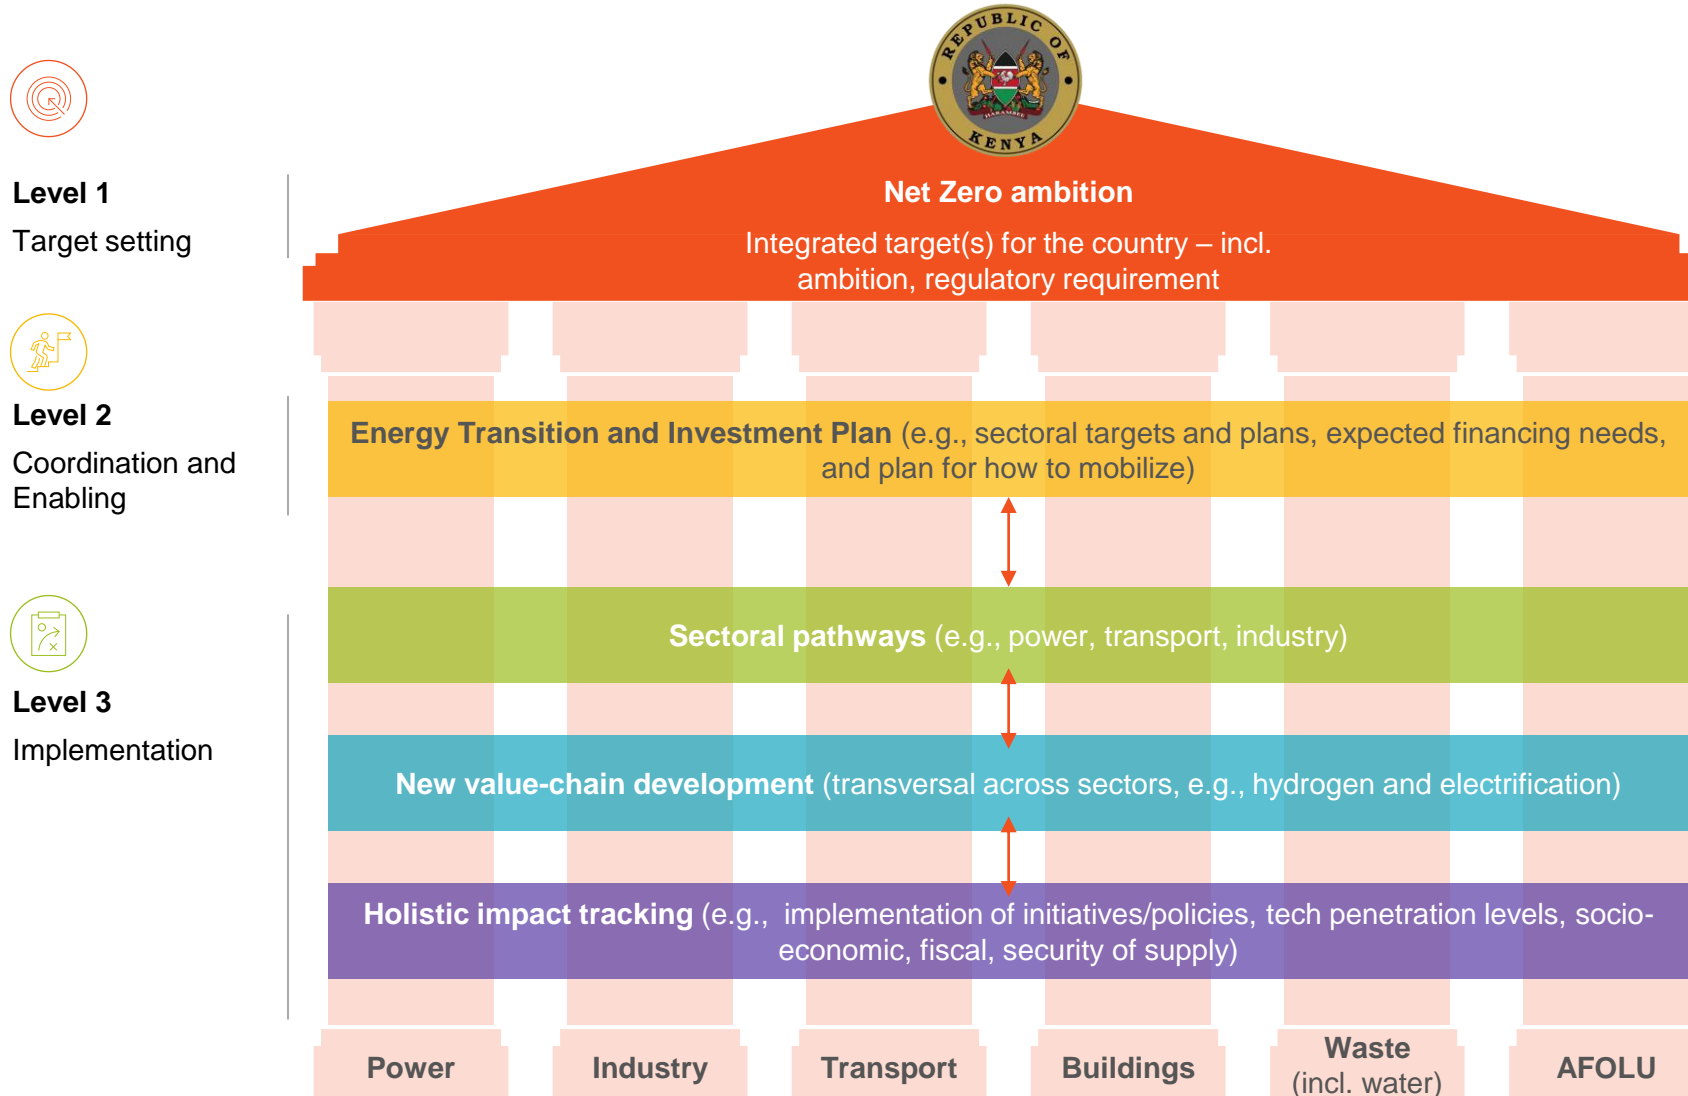 REPUBLIC OF
HARAMBEE
KENYA
Level 1
Target setting
Net Zero ambition
Integrated target(s) for the country – incl.
ambition, regulatory requirement
Level 2
Coordination and
Enabling
Energy Transition and Investment Plan (e.g., sectoral targets and plans, expected financing needs,
and plan for how to mobilize)
Level 3
Implementation
Sectoral pathways (e.g., power, transport, industry)
New value-chain development (transversal across sectors, e.g., hydrogen and electrification)
Holistic impact tracking (e.g., implementation of initiatives/policies, tech penetration levels, socio-
economic, fiscal, security of supply)
Power
Industry
Transport
Buildings
Waste
(incl. water)
AFOLU